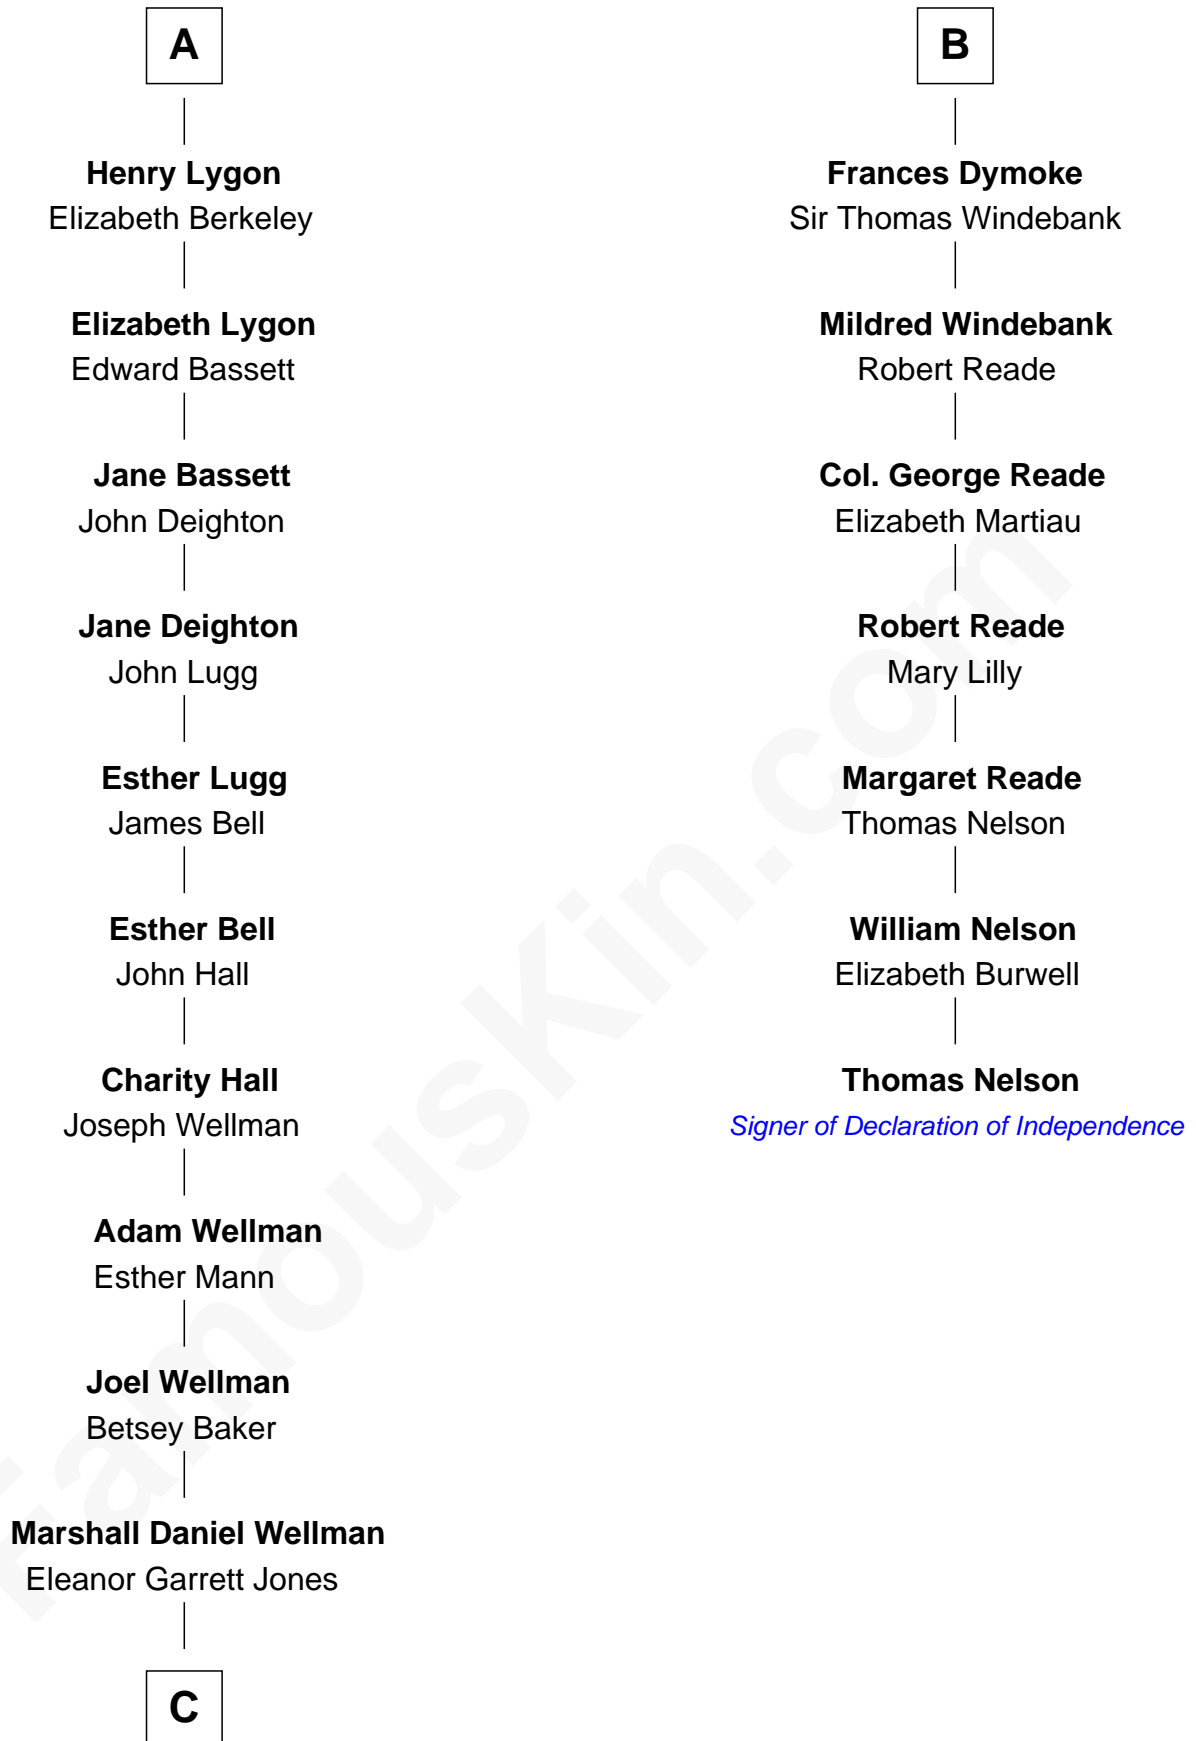 A
Henry Lygon
Elizabeth Berkeley
Elizabeth Lygon
Edward Bassett
Jane Bassett
John Deighton
Jane Deighton
John Lugg
Esther Lugg
James Bell
Esther Bell
John Hall
Charity Hall
Joseph Wellman
Adam Wellman
Esther Mann
Joel Wellman
Betsey Baker
Marshall Daniel Wellman
Eleanor Garrett Jones
C
B
Frances Dymoke
Sir Thomas Windebank
Mildred Windebank
Robert Reade
Col. George Reade
Elizabeth Martiau
Robert Reade
Mary Lilly
Margaret Reade
Thomas Nelson
William Nelson
Elizabeth Burwell
Thomas Nelson
Signer of Declaration of Independence
FamousKin.com